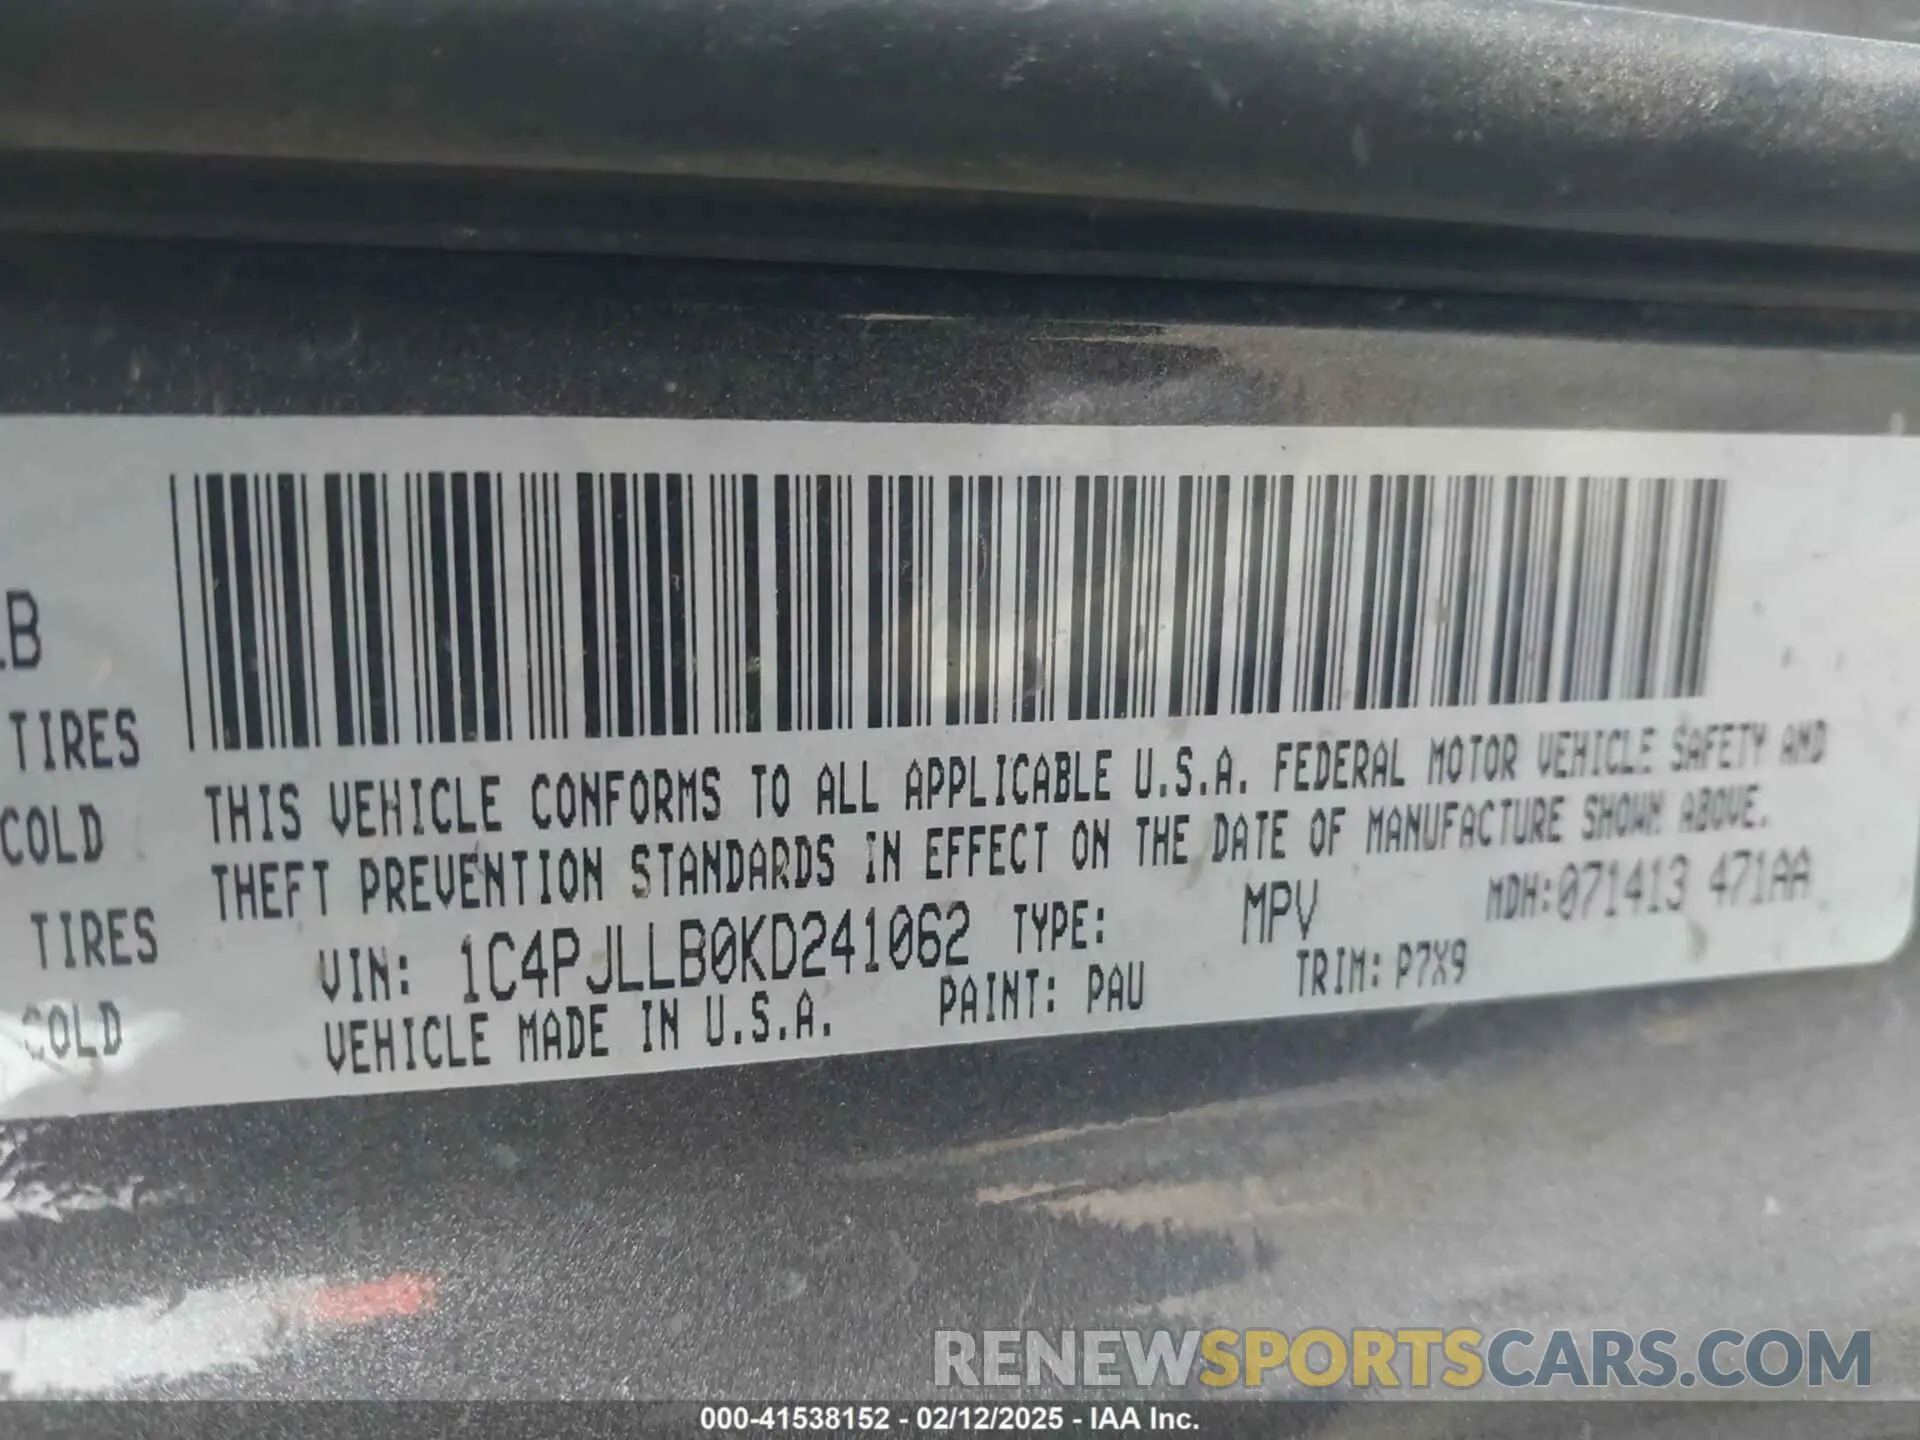 LB
TIRES
COLD
TIRES
COLD
THIS VEHICLE CONFORMS TO ALL APPLICABLE U.S.A. FEDERAL MOTOR VEHICLE SAFETY AND
THEFT PREVENTION STANDARDS IN EFFECT ON THE DATE OF MANUFACTURE SHOWN ABOVE.
VIN: 1C4PJLLB0KD241062 TYPE: MPV MDH:071413 471AA
VEHICLE MADE IN U.S.A. PAINT: PAU TRIM: P7X9
RENEWSPORTSCARS.COM
000-41538152 - 02/12/2025 - IAA Inc.